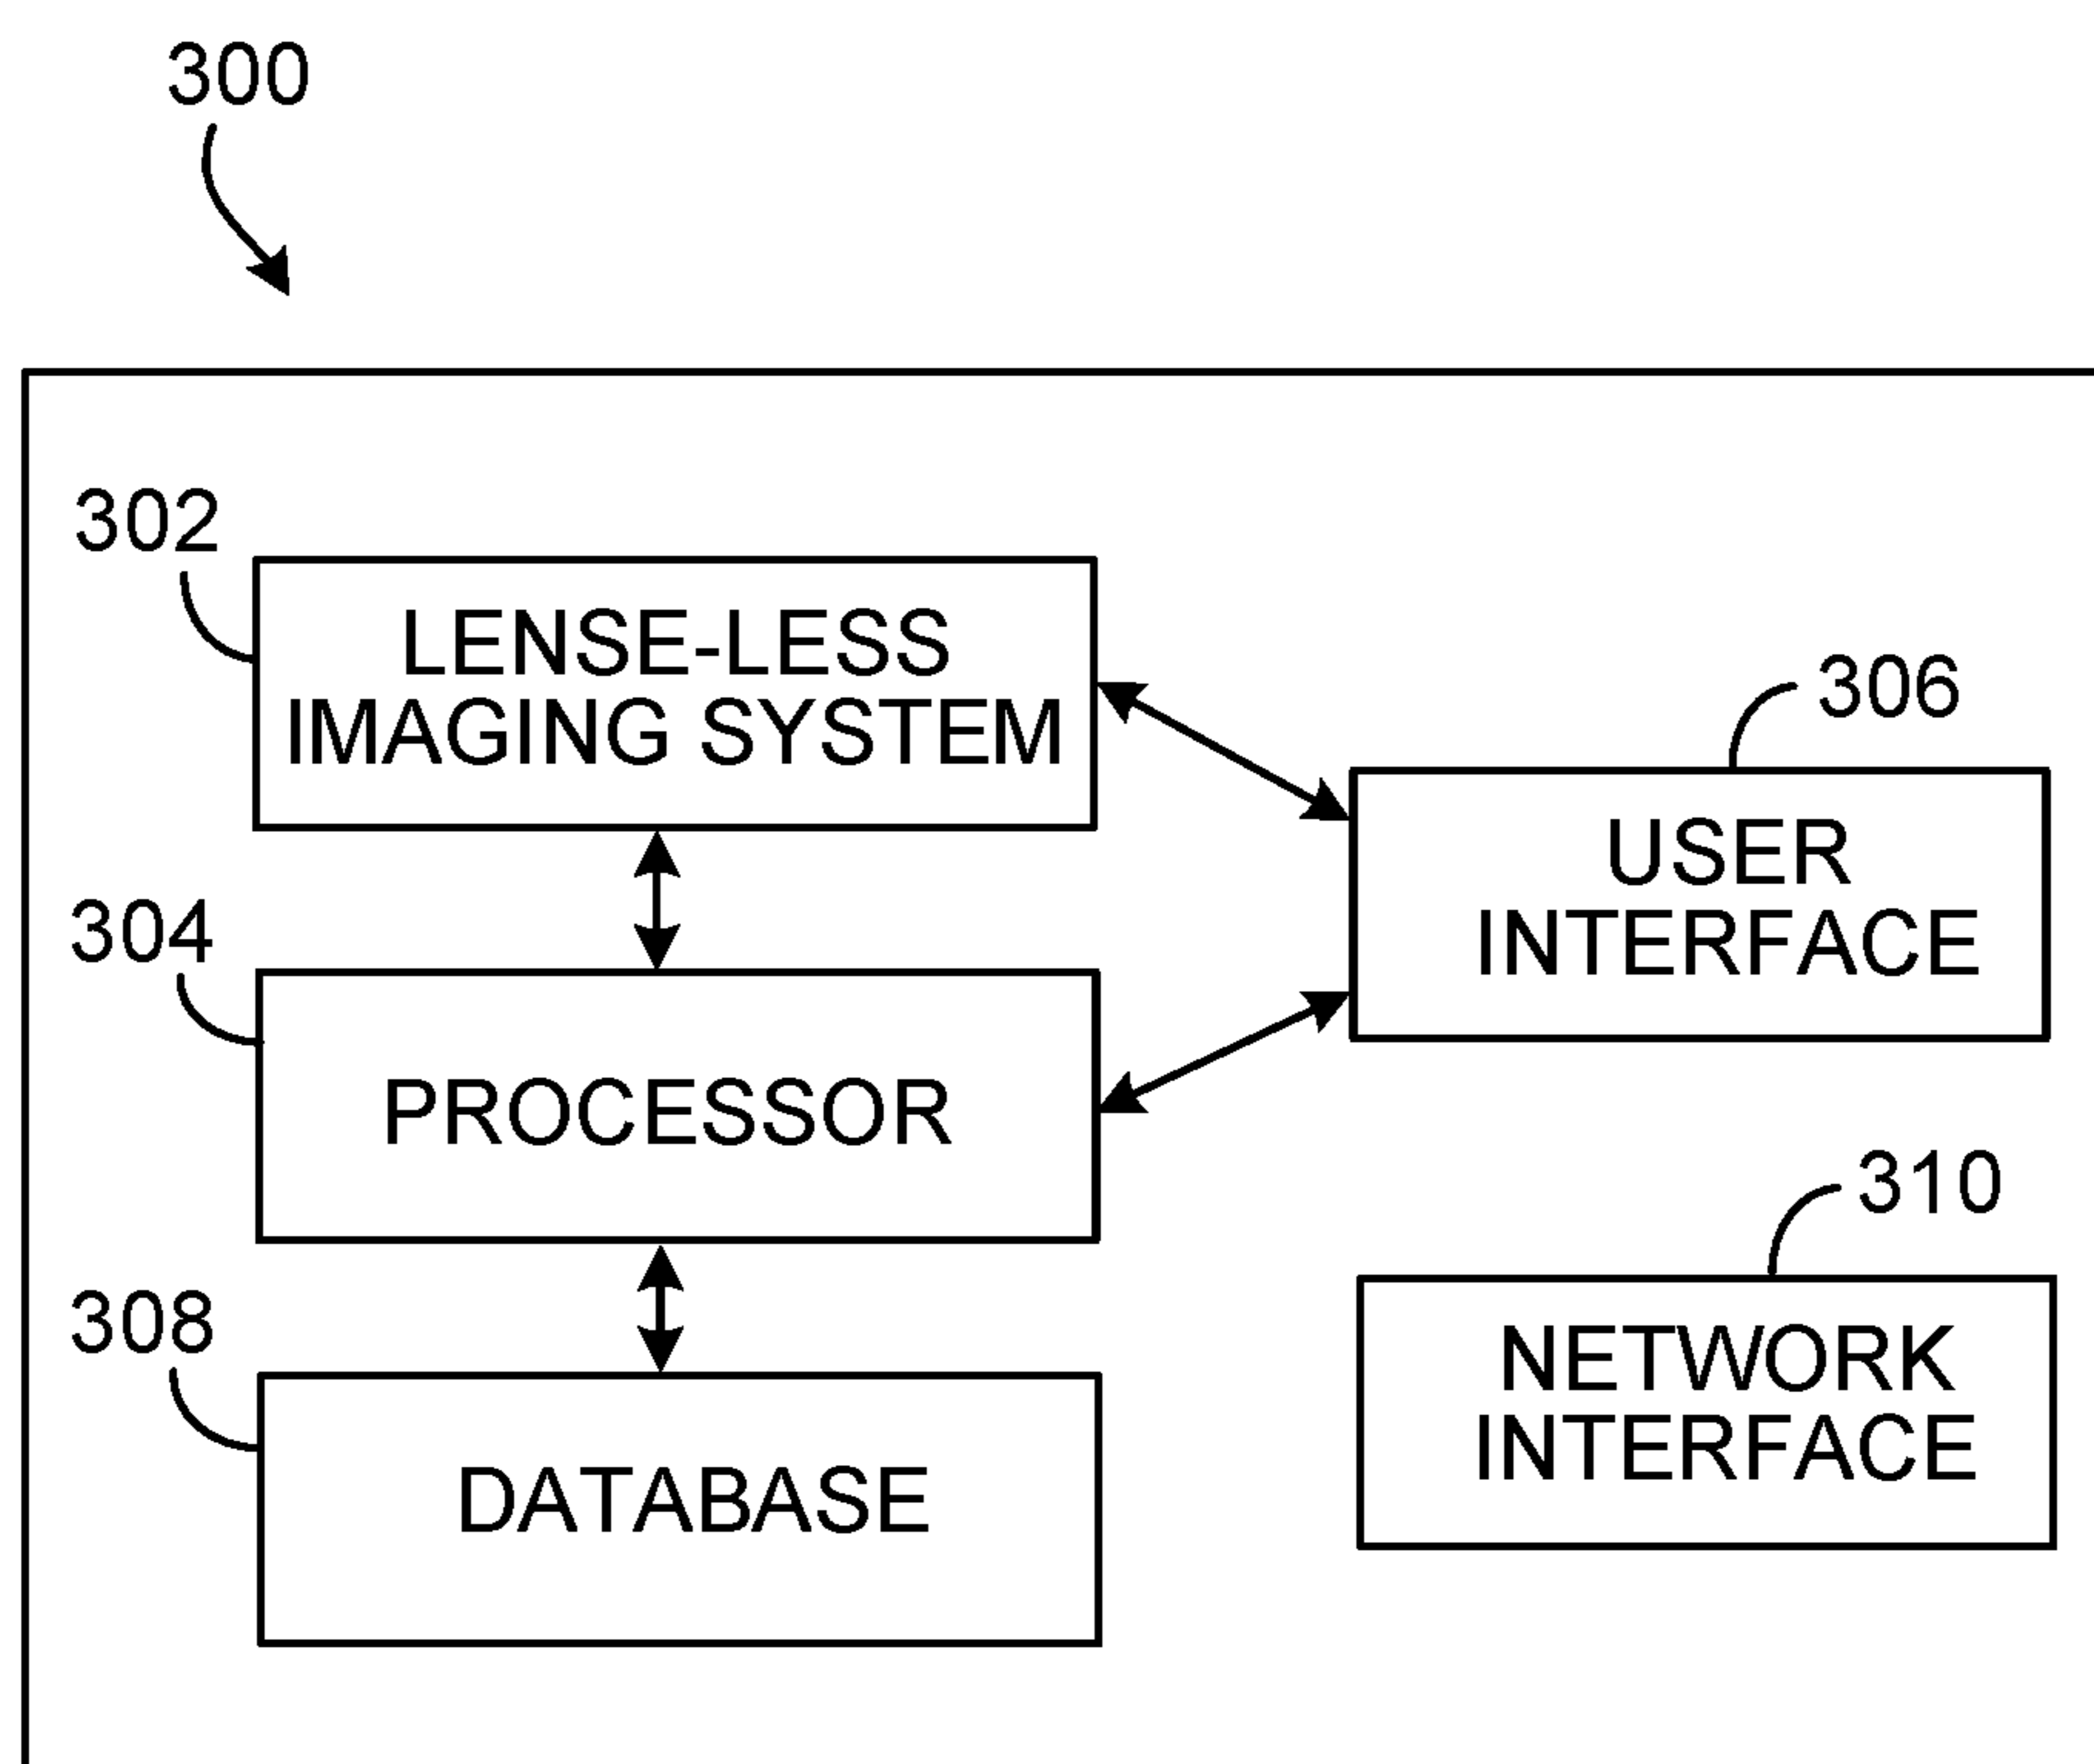 300
302
LENSE-LESS
IMAGING SYSTEM
306
USER
INTERFACE
304
PROCESSOR
310
NETWORK
INTERFACE
308
DATABASE